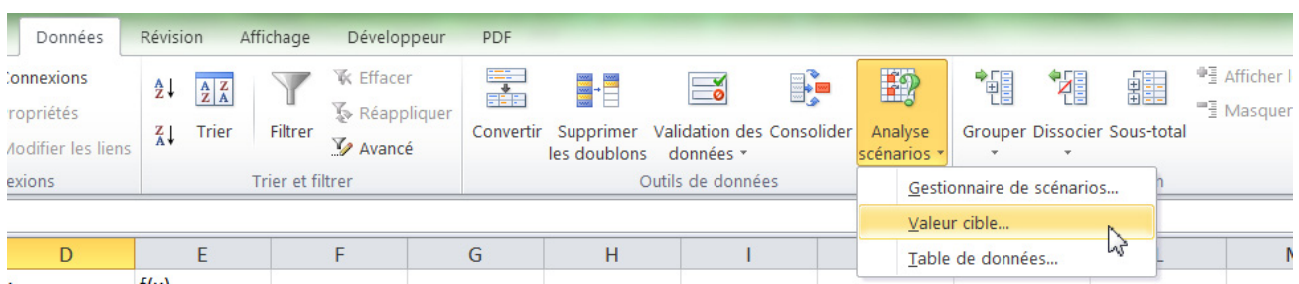 Données Révision Affichage Développeur PDF
Connexions
Propriétés
Modifier les liens
Trier
Filtrer
Effacer
Réappliquer
Avancé
Convertir
Supprimer les doublons
Validation des données
Consolider
Analyse scénarios
Grouper
Dissocier
Sous-total
Afficher
Masquer
Trier et filtrer
Outils de données
Gestionnaire de scénarios...
Valeur cible...
Table de données...
D E F G H I L M